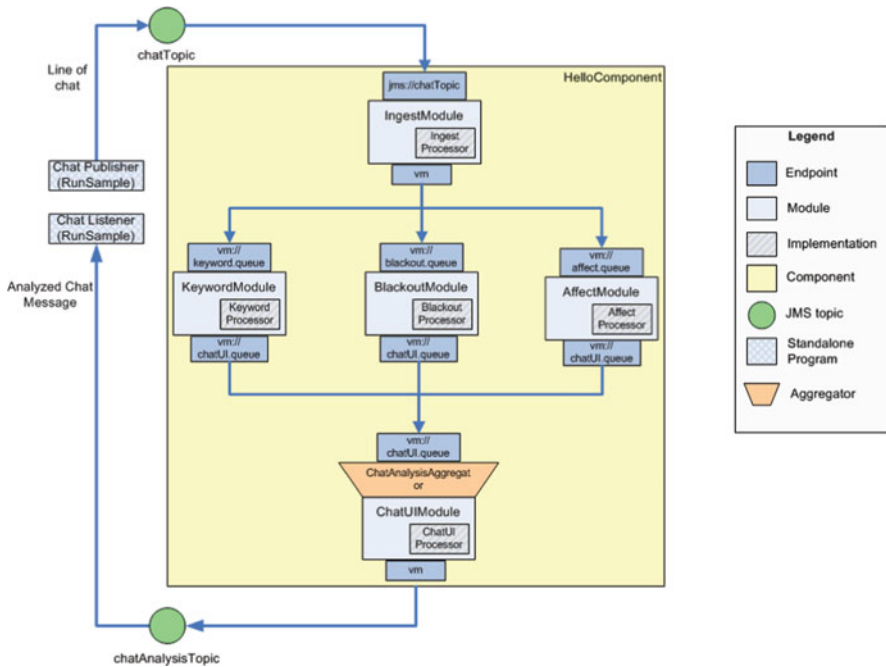 chatTopic
Line of
chat
HelloComponent
jms://chatTopic
IngestModule
Ingest
Processor
vm
Chat Publisher
(RunSample)
Chat Listener
(RunSample)
Analyzed Chat
Message
vm://
keyword.queue
KeywordModule
Keyword
Processor
vm://
chatUI.queue
vm://
blackout.queue
BlackoutModule
Blackout
Processor
vm://
chatUI.queue
vm://
affect.queue
AffectModule
Affect
Processor
vm://
chatUI.queue
vm://
chatUI.queue
ChatAnalysisAggregat
or
ChatUIModule
ChatUI
Processor
vm
chatAnalysisTopic
Legend
Endpoint
Module
Implementation
Component
JMS topic
Standalone
Program
Aggregator